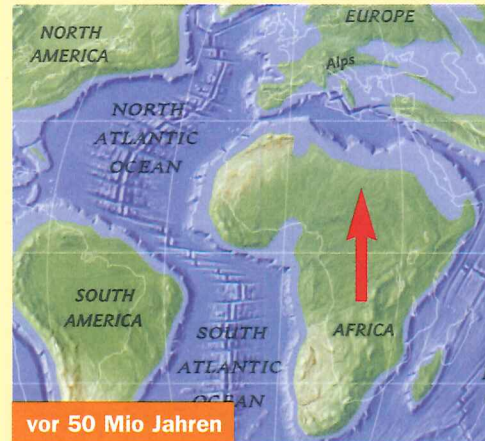 EUROPE
NORTH
AMERICA
Alps
NORTH
ATLANTIC
OCEAN
SOUTH
AMERICA
AFRICA
SOUTH
ATLANTIC
OCEAN
vor 50 Mio Jahren